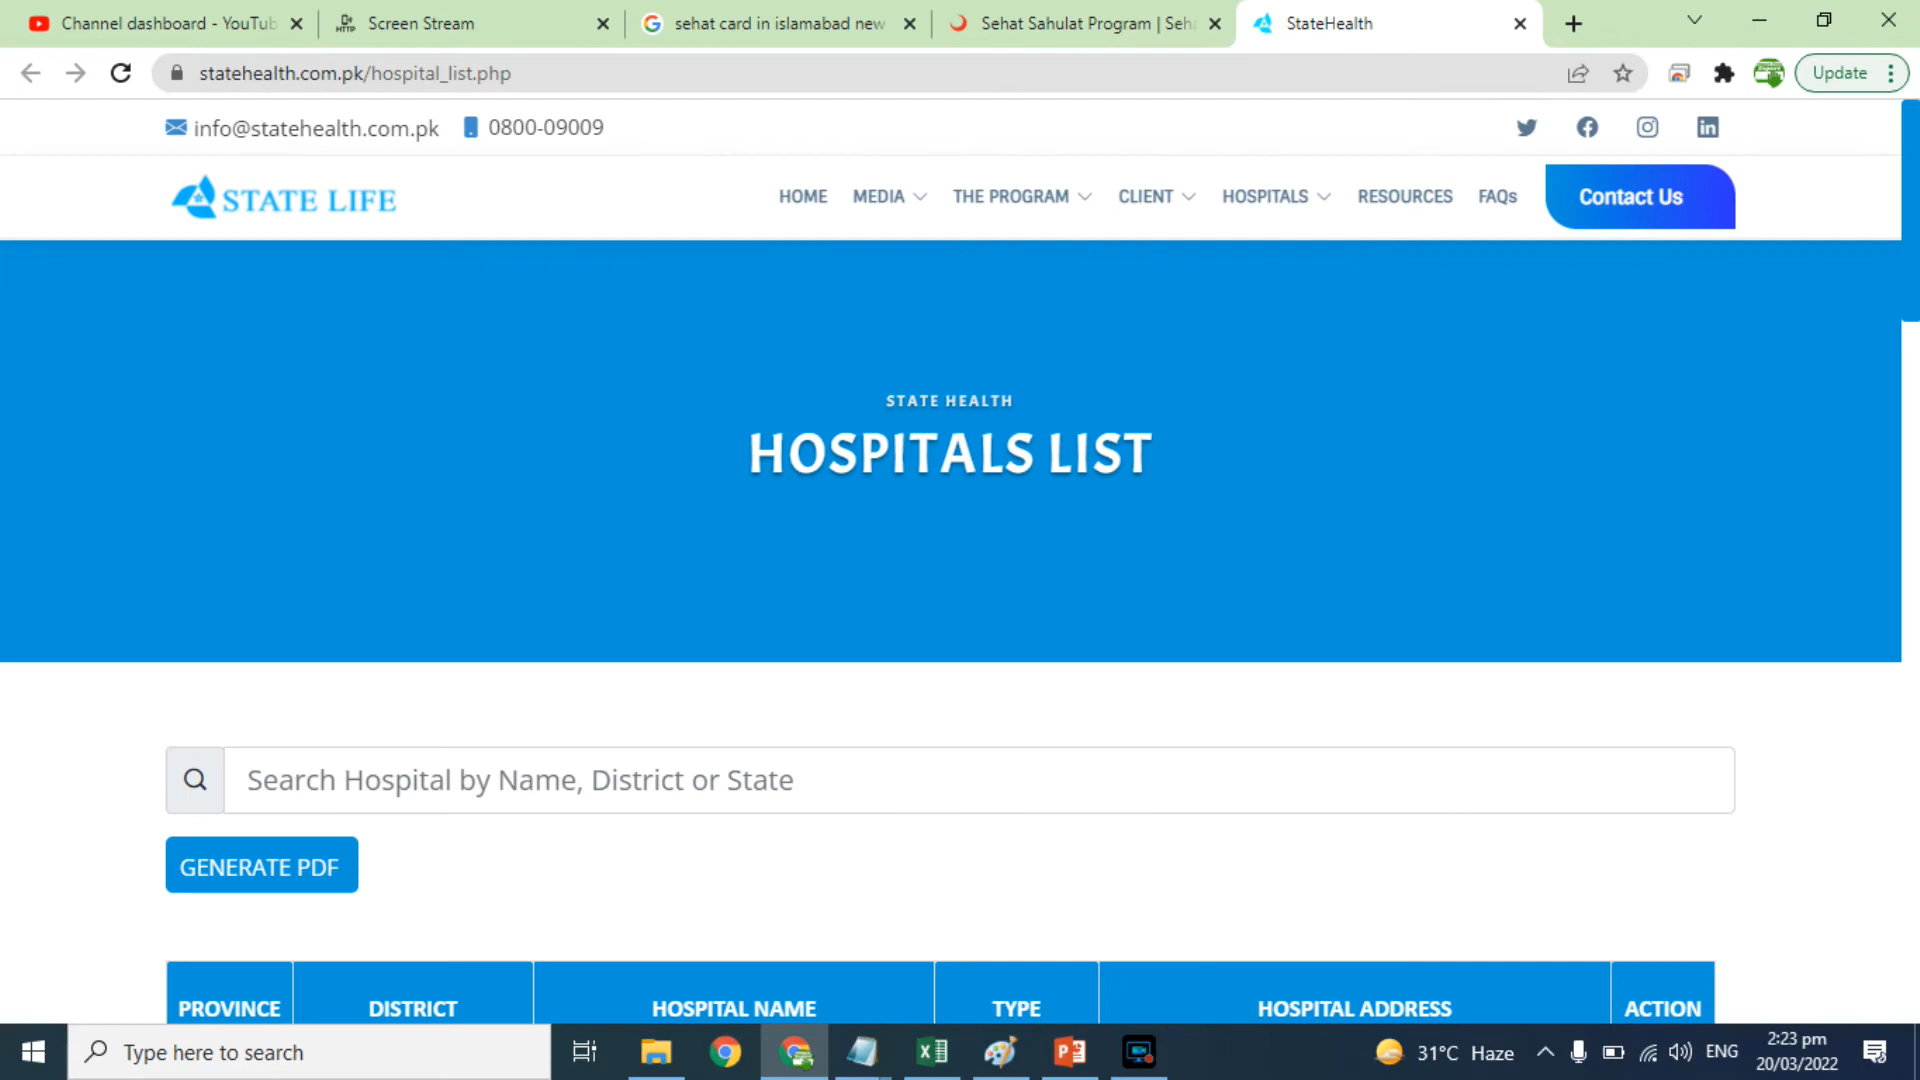 Channel dashboard - YouTub
Screen Stream
sehat card in islamabad new
Sehat Sahulat Program | Seha
StateHealth
statehealth.com.pk/hospital_list.php
Update
info@statehealth.com.pk
0800-09009
STATE LIFE
HOME
MEDIA
THE PROGRAM
CLIENT
HOSPITALS
RESOURCES
FAQs
Contact Us
STATE HEALTH
HOSPITALS LIST
Search Hospital by Name, District or State
GENERATE PDF
PROVINCE
DISTRICT
HOSPITAL NAME
TYPE
HOSPITAL ADDRESS
ACTION
Type here to search
31°C Haze
ENG
2:23 pm
20/03/2022